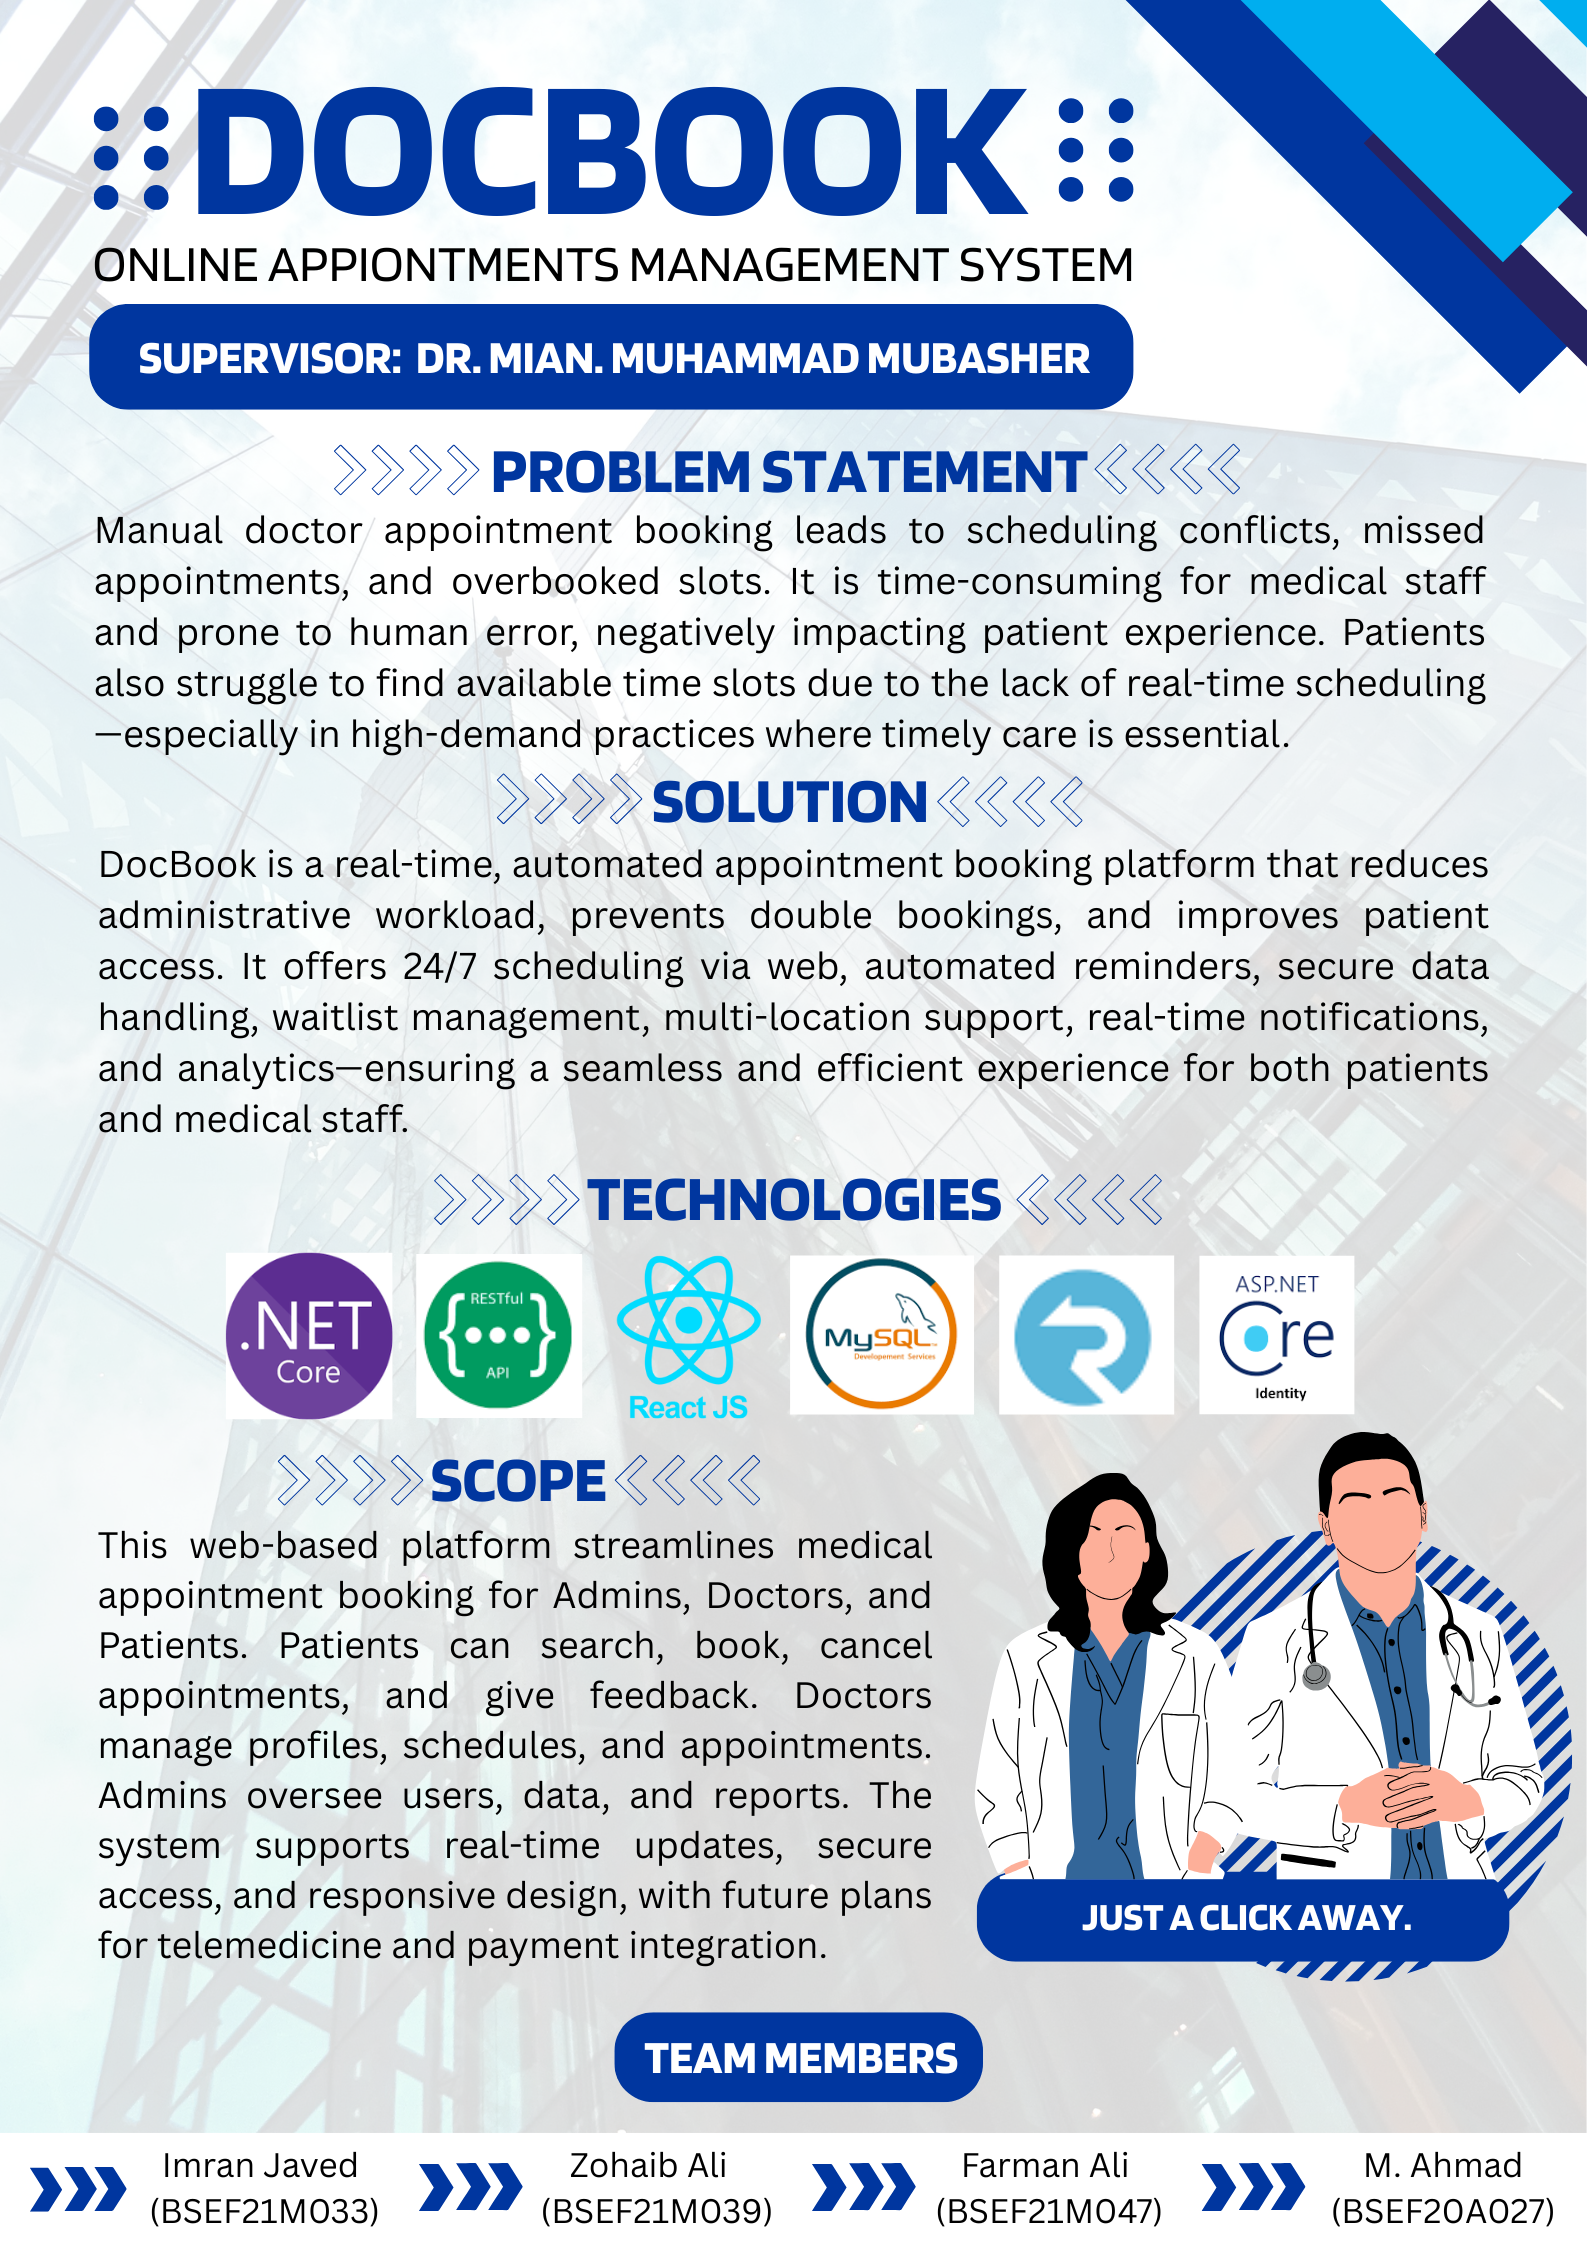 DOCBOOK
ONLINE APPIONTMENTS MANAGEMENT SYSTEM
SUPERVISOR: DR. MIAN. MUHAMMAD MUBASHER
PROBLEM STATEMENT
Manual doctor appointment booking leads to scheduling conflicts, missed
appointments, and overbooked slots. It is time-consuming for medical staff
and prone to human error, negatively impacting patient experience. Patients
also struggle to find available time slots due to the lack of real-time scheduling
—especially in high-demand practices where timely care is essential.
SOLUTION
DocBook is a real-time, automated appointment booking platform that reduces
administrative workload, prevents double bookings, and improves patient
access. It offers 24/7 scheduling via web, automated reminders, secure data
handling, waitlist management, multi-location support, real-time notifications,
and analytics—ensuring a seamless and efficient experience for both patients
and medical staff.
TECHNOLOGIES
.NET
Core
RESTful
API
React JS
MySQL
Developement Services
ASP.NET
Core
Identity
SCOPE
This web-based platform streamlines medical
appointment booking for Admins, Doctors, and
Patients. Patients can search, book, cancel
appointments, and give feedback. Doctors
manage profiles, schedules, and appointments.
Admins oversee users, data, and reports. The
system supports real-time updates, secure
access, and responsive design, with future plans
for telemedicine and payment integration.
JUST A CLICK AWAY.
TEAM MEMBERS
Imran Javed
(BSEF21M033)
Zohaib Ali
(BSEF21M039)
Farman Ali
(BSEF21M047)
M. Ahmad
(BSEF20A027)